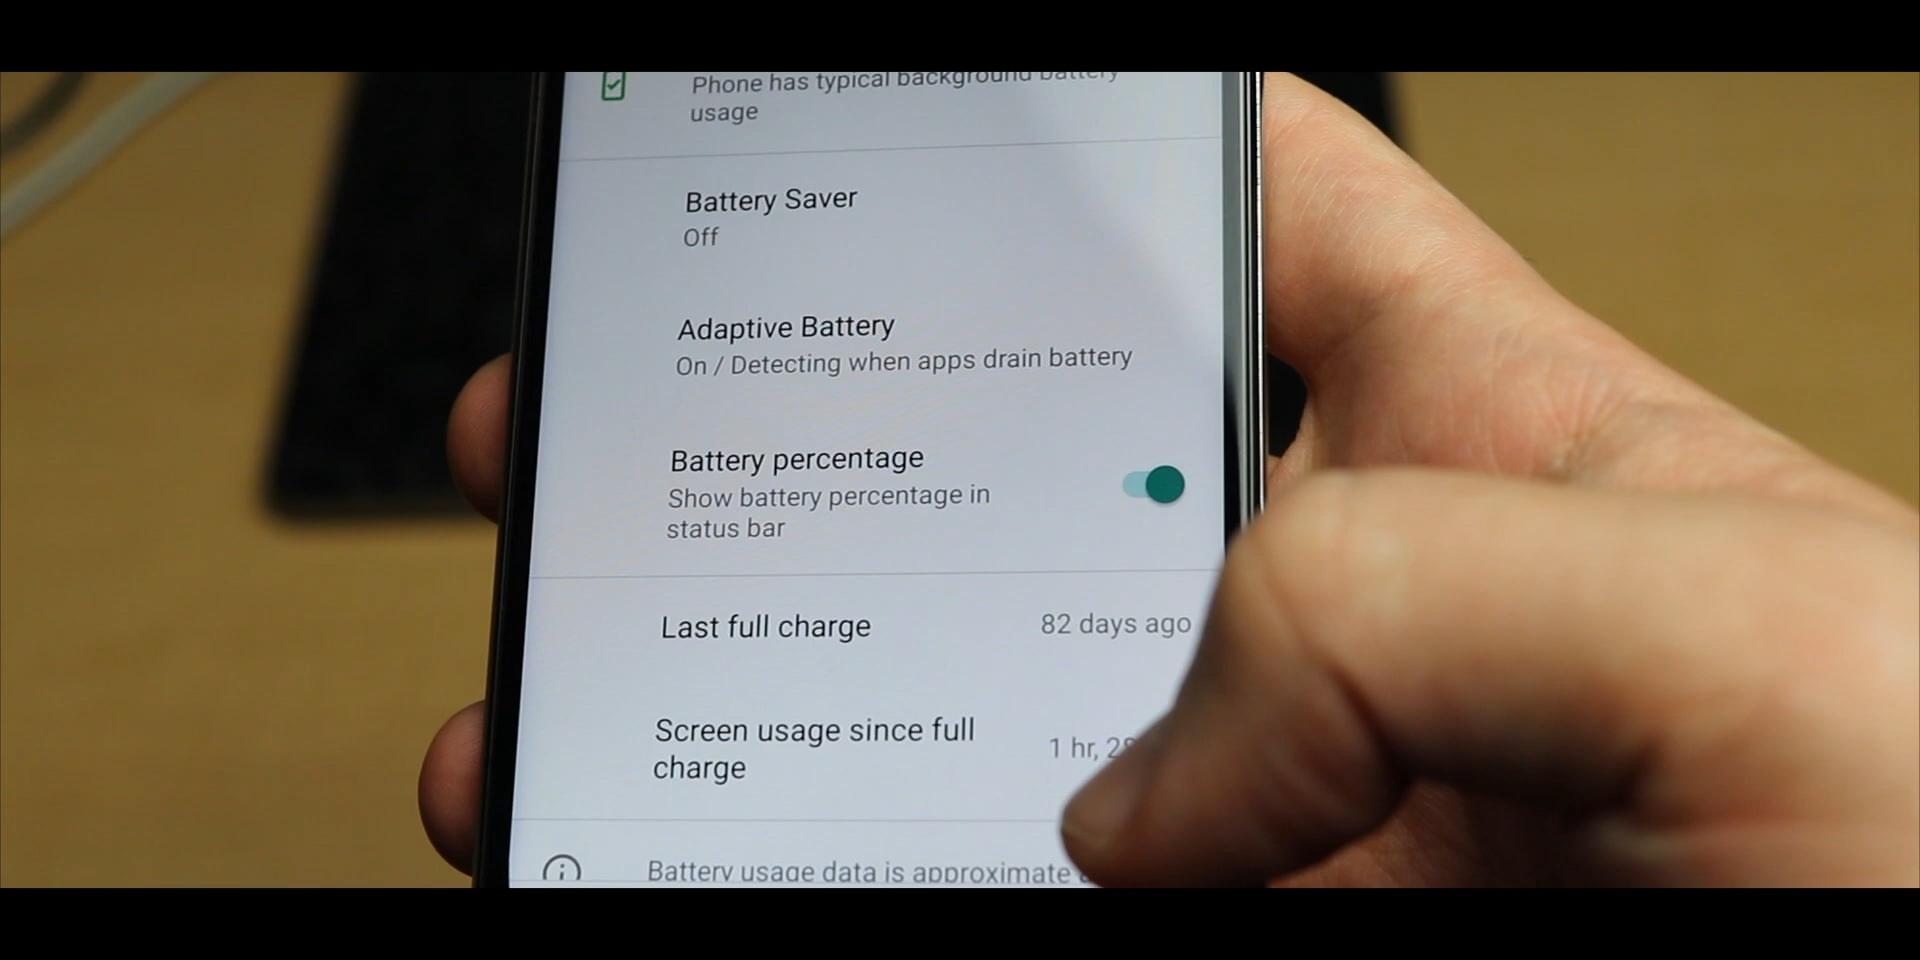 Phone has typical background battery
usage
Battery Saver
Off
Adaptive Battery
On / Detecting when apps drain battery
Battery percentage
Show battery percentage in
status bar
Last full charge
82 days ago
Screen usage since full
charge
1 hr,
Battery usage data is approximate